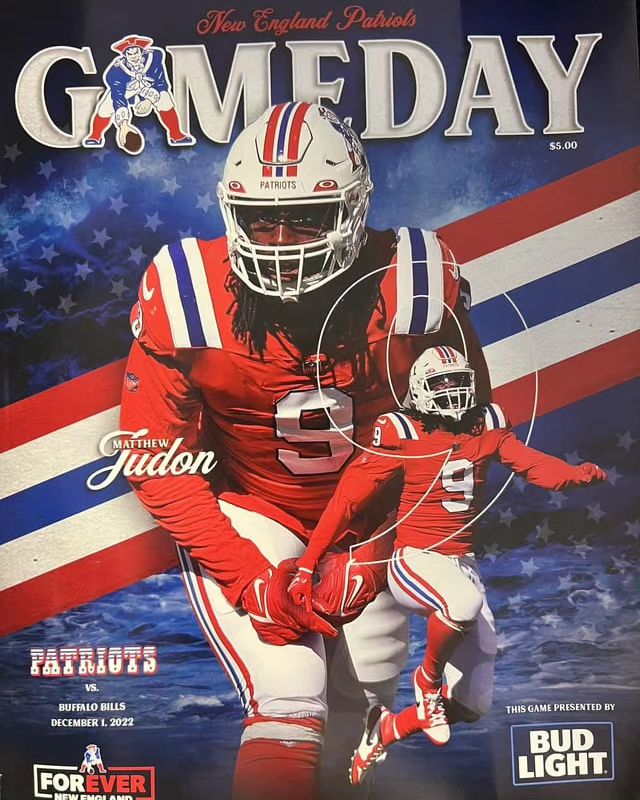 New England Patriots
GAMEDAY
$5.00
PATRIOTS
9
MATTHEW
Judon
9
9
PATRIOTS
VS.
BUFFALO BILLS
DECEMBER 1, 2022
FOREVER
NEW ENGLAND
THIS GAME PRESENTED BY
BUD
LIGHT.